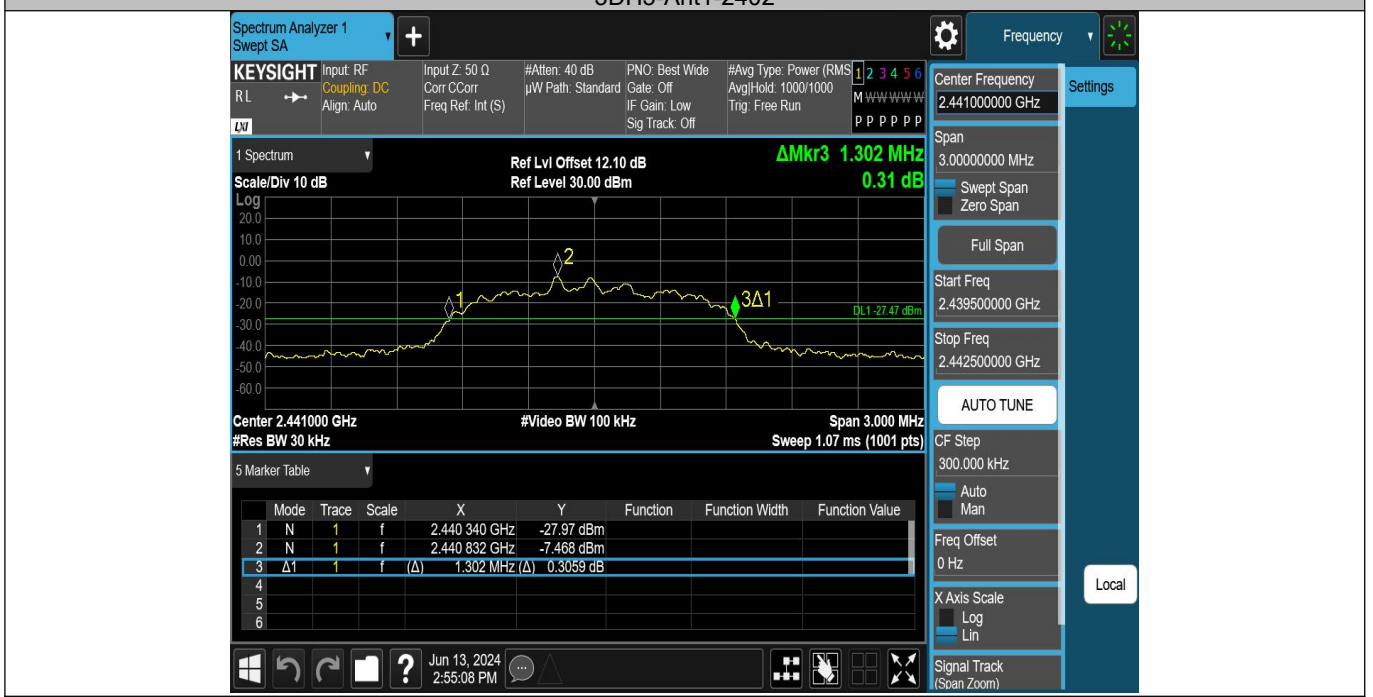 3DH5-Ant1-2402
Spectrum Analyzer 1
Swept SA
Frequency
KEYSIGHT
RL
LXI
Input: RF
Coupling: DC
Align: Auto
Input Z: 50 Ω
Corr CCorr
Freq Ref: Int (S)
#Atten: 40 dB
µW Path: Standard
PNO: Best Wide
Gate: Off
IF Gain: Low
Sig Track: Off
#Avg Type: Power (RMS
Avg|Hold: 1000/1000
Trig: Free Run
1 2 3 4 5 6
M W W W W W
P P P P P P
1 Spectrum
Scale/Div 10 dB
Ref Lvl Offset 12.10 dB
Ref Level 30.00 dBm
ΔMkr3 1.302 MHz
0.31 dB
Log
20.0
10.0
0.00
-10.0
-20.0
-30.0
-40.0
-50.0
-60.0
1
2
3Δ1
DL1 -27.47 dBm
Center 2.441000 GHz
#Video BW 100 kHz
Span 3.000 MHz
#Res BW 30 kHz
Sweep 1.07 ms (1001 pts)
5 Marker Table
Mode Trace Scale X Y Function Function Width Function Value
1 N 1 f 2.440 340 GHz -27.97 dBm
2 N 1 f 2.440 832 GHz -7.468 dBm
3 Δ1 1 f (Δ) 1.302 MHz (Δ) 0.3059 dB
4
5
6
Jun 13, 2024
2:55:08 PM
Center Frequency
2.441000000 GHz
Settings
Span
3.00000000 MHz
Swept Span
Zero Span
Full Span
Start Freq
2.439500000 GHz
Stop Freq
2.442500000 GHz
AUTO TUNE
CF Step
300.000 kHz
Auto
Man
Freq Offset
0 Hz
X Axis Scale
Log
Lin
Signal Track
(Span Zoom)
Local